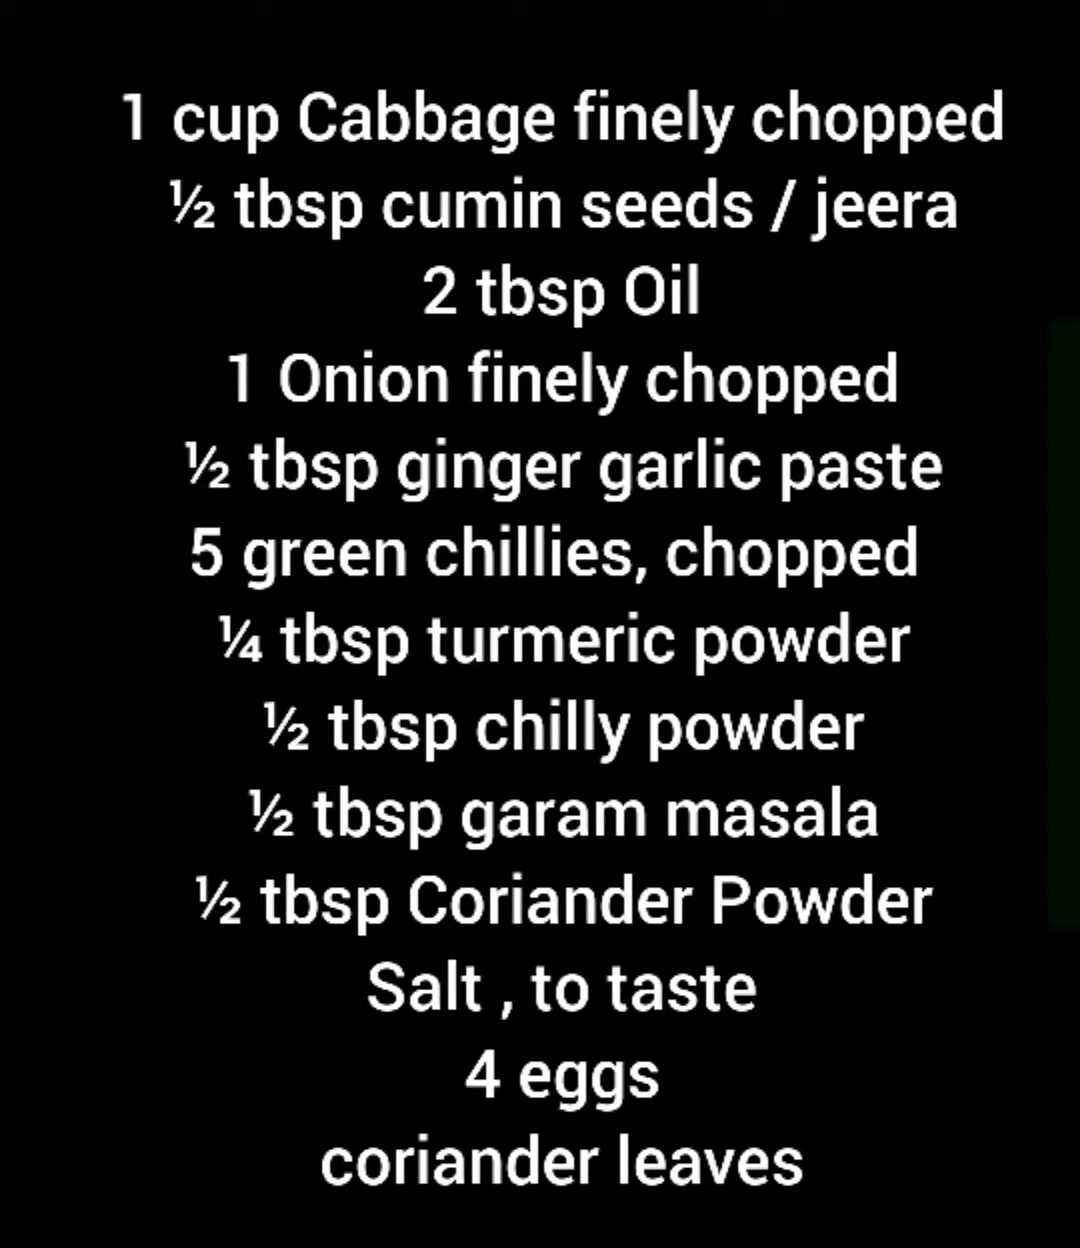 1 cup Cabbage finely chopped
½ tbsp cumin seeds / jeera
2 tbsp Oil
1 Onion finely chopped
½ tbsp ginger garlic paste
5 green chillies, chopped
¼ tbsp turmeric powder
½ tbsp chilly powder
½ tbsp garam masala
½ tbsp Coriander Powder
Salt , to taste
4 eggs
coriander leaves